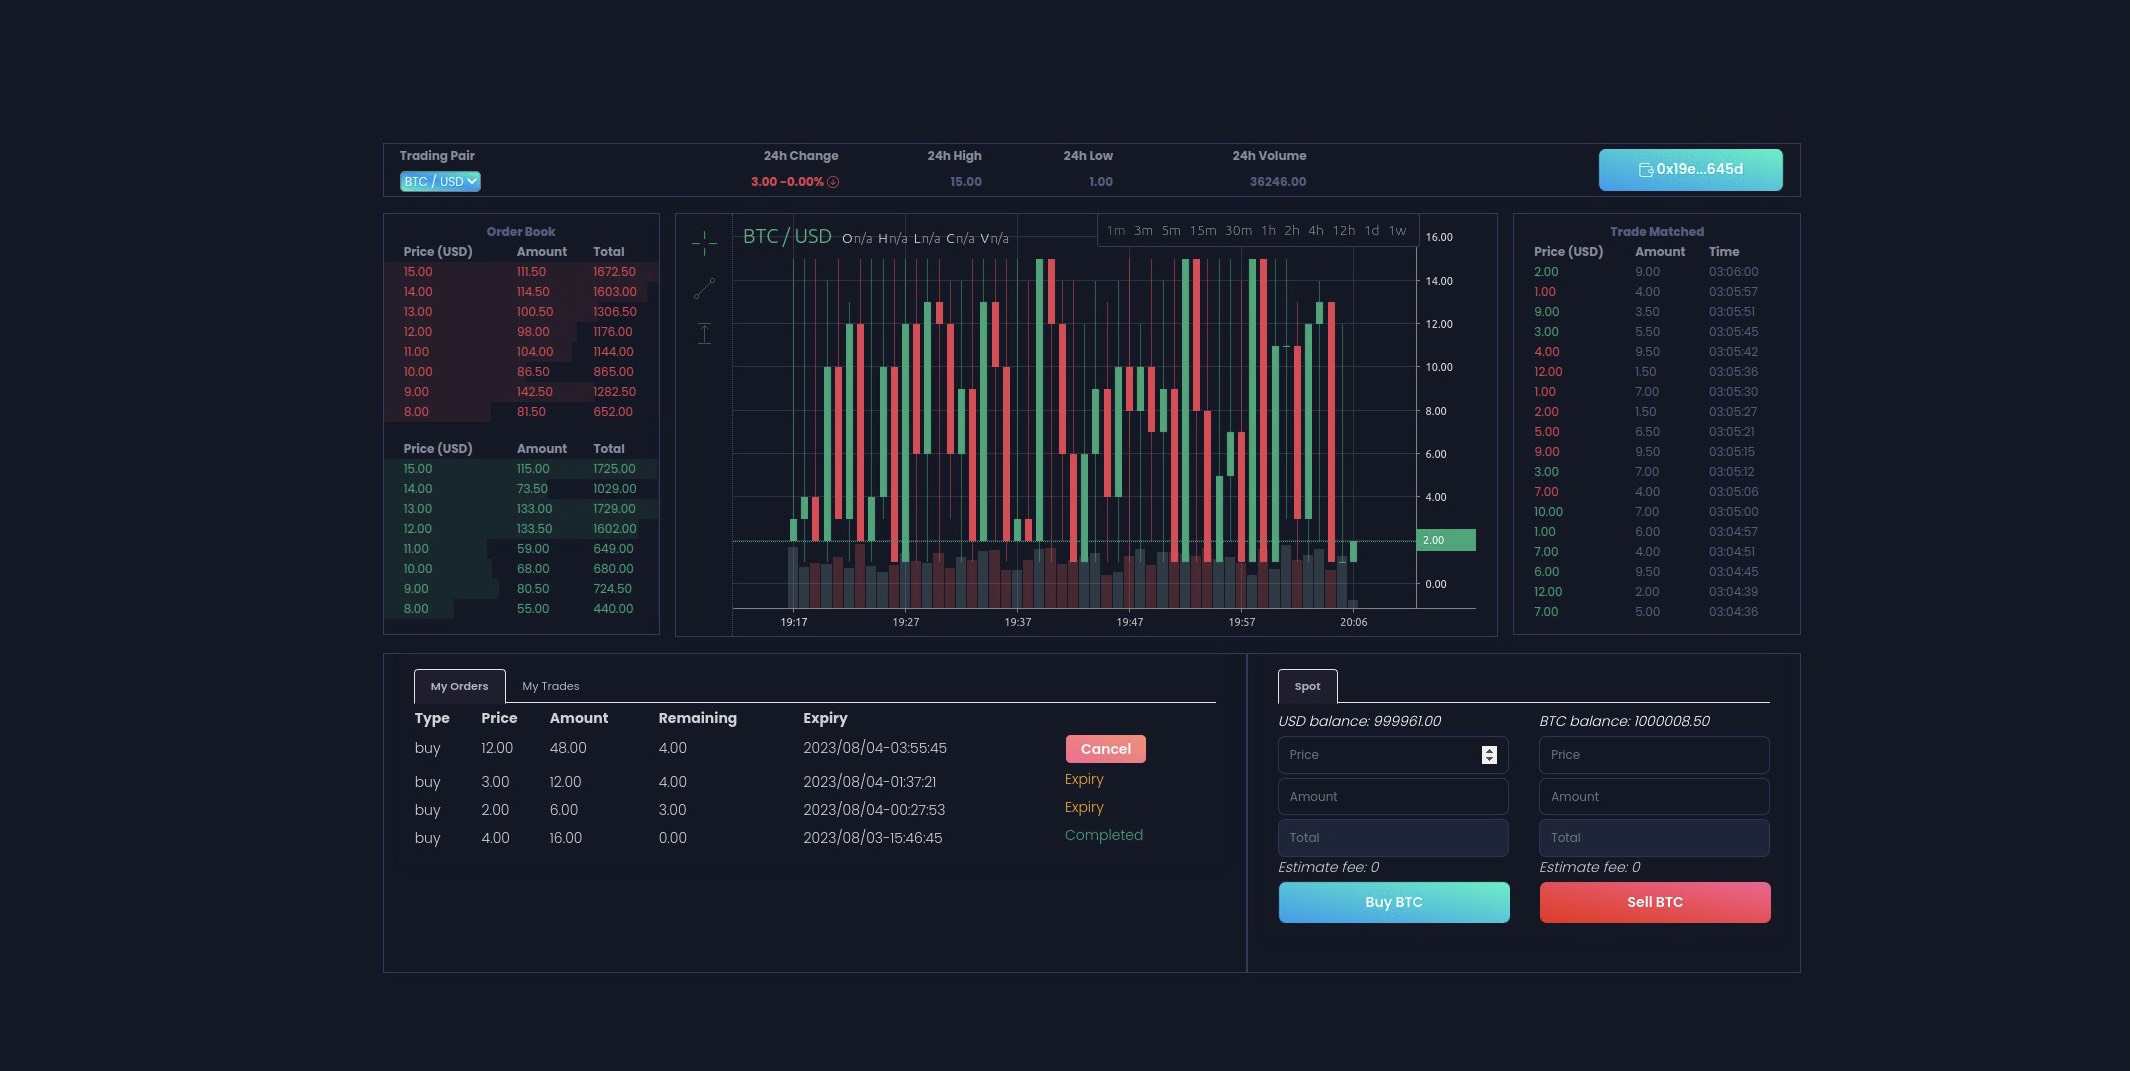 Trading Pair 24h Change 24h High 24h Low 24h Volume
BTC / USD 3.00 -0.00% 15.00 1.00 36246.00 0x19e...645d
Order Book
Price (USD) Amount Total
15.00 111.50 1672.50
14.00 114.50 1603.00
13.00 100.50 1306.50
12.00 98.00 1176.00
11.00 104.00 1144.00
10.00 86.50 865.00
9.00 142.50 1282.50
8.00 81.50 652.00
Price (USD) Amount Total
15.00 115.00 1725.00
14.00 73.50 1029.00
13.00 133.00 1729.00
12.00 133.50 1602.00
11.00 59.00 649.00
10.00 68.00 680.00
9.00 80.50 724.50
8.00 55.00 440.00
BTC / USD On/a Hn/a Ln/a Cn/a Vn/a
1m 3m 5m 15m 30m 1h 2h 4h 12h 1d 1w
16.00
14.00
12.00
10.00
8.00
6.00
4.00
2.00
0.00
19:17 19:27 19:37 19:47 19:57 20:06
Trade Matched
Price (USD) Amount Time
2.00 9.00 03:06:00
1.00 4.00 03:05:57
9.00 3.50 03:05:51
3.00 5.50 03:05:45
4.00 9.50 03:05:42
12.00 1.50 03:05:36
1.00 7.00 03:05:30
2.00 1.50 03:05:27
5.00 6.50 03:05:21
9.00 9.50 03:05:15
3.00 7.00 03:05:12
7.00 4.00 03:05:06
10.00 7.00 03:05:00
1.00 6.00 03:04:57
7.00 4.00 03:04:51
6.00 9.50 03:04:45
12.00 2.00 03:04:39
7.00 5.00 03:04:36
My Orders My Trades
Type Price Amount Remaining Expiry
buy 12.00 48.00 4.00 2023/08/04-03:55:45 Cancel
buy 3.00 12.00 4.00 2023/08/04-01:37:21 Expiry
buy 2.00 6.00 3.00 2023/08/04-00:27:53 Expiry
buy 4.00 16.00 0.00 2023/08/03-15:46:45 Completed
Spot
USD balance: 999961.00
Price
Amount
Total
Estimate fee: 0
Buy BTC
BTC balance: 1000008.50
Price
Amount
Total
Estimate fee: 0
Sell BTC